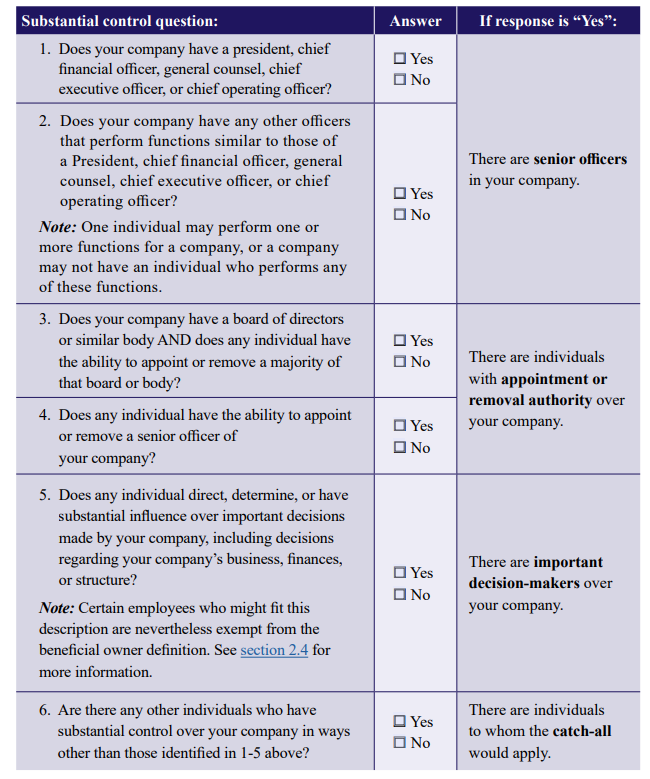 Substantial control question:
Answer
If response is “Yes”:
1. Does your company have a president, chief
financial officer, general counsel, chief
executive officer, or chief operating officer?
Yes
No
2. Does your company have any other officers
that perform functions similar to those of
a President, chief financial officer, general
counsel, chief executive officer, or chief
operating officer?
Note: One individual may perform one or
more functions for a company, or a company
may not have an individual who performs any
of these functions.
Yes
No
There are senior officers
in your company.
3. Does your company have a board of directors
or similar body AND does any individual have
the ability to appoint or remove a majority of
that board or body?
Yes
No
4. Does any individual have the ability to appoint
or remove a senior officer of
your company?
Yes
No
There are individuals
with appointment or
removal authority over
your company.
5. Does any individual direct, determine, or have
substantial influence over important decisions
made by your company, including decisions
regarding your company’s business, finances,
or structure?
Note: Certain employees who might fit this
description are nevertheless exempt from the
beneficial owner definition. See section 2.4 for
more information.
Yes
No
There are important
decision-makers over
your company.
6. Are there any other individuals who have
substantial control over your company in ways
other than those identified in 1-5 above?
Yes
No
There are individuals
to whom the catch-all
would apply.